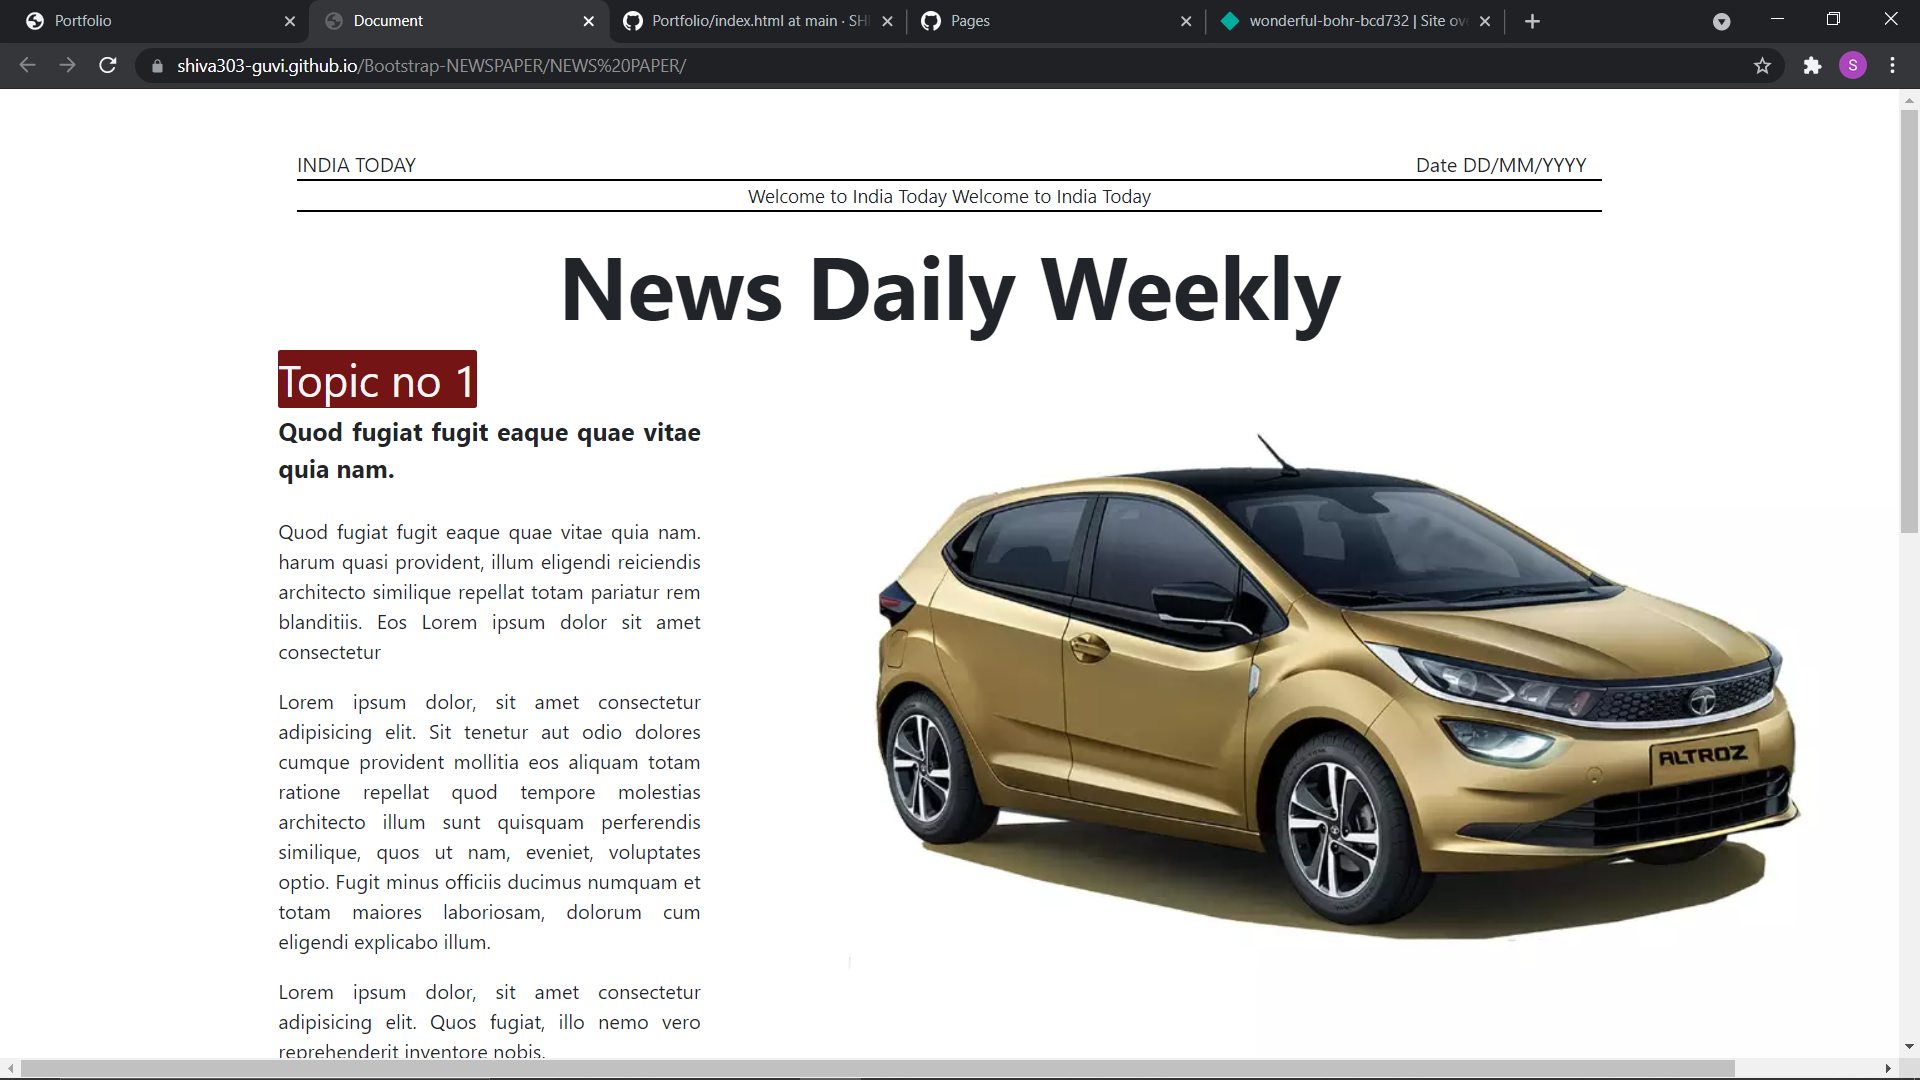 Portfolio
Document
Portfolio/index.html at main · SH
Pages
wonderful-bohr-bcd732 | Site ov
shiva303-guvi.github.io/Bootstrap-NEWSPAPER/NEWS%20PAPER/
S
INDIA TODAY
Date DD/MM/YYYY
Welcome to India Today Welcome to India Today
News Daily Weekly
Topic no 1
Quod fugiat fugit eaque quae vitae
quia nam.
Quod fugiat fugit eaque quae vitae quia nam.
harum quasi provident, illum eligendi reiciendis
architecto similique repellat totam pariatur rem
blanditiis. Eos Lorem ipsum dolor sit amet
consectetur
Lorem ipsum dolor, sit amet consectetur
adipisicing elit. Sit tenetur aut odio dolores
cumque provident mollitia eos aliquam totam
ratione repellat quod tempore molestias
architecto illum sunt quisquam perferendis
similique, quos ut nam, eveniet, voluptates
optio. Fugit minus officiis ducimus numquam et
totam maiores laboriosam, dolorum cum
eligendi explicabo illum.
Lorem ipsum dolor, sit amet consectetur
adipisicing elit. Quos fugiat, illo nemo vero
reprehenderit inventore nobis.
ALTROZ